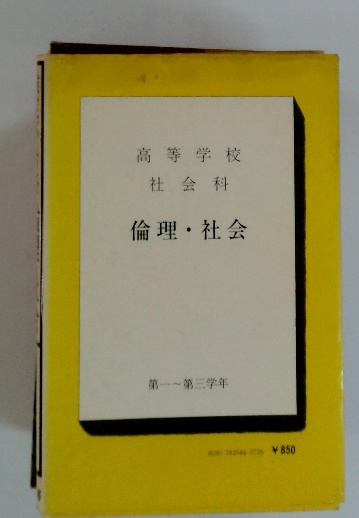 高等学校
社会科
倫理・社会
第一～第三学年
¥850